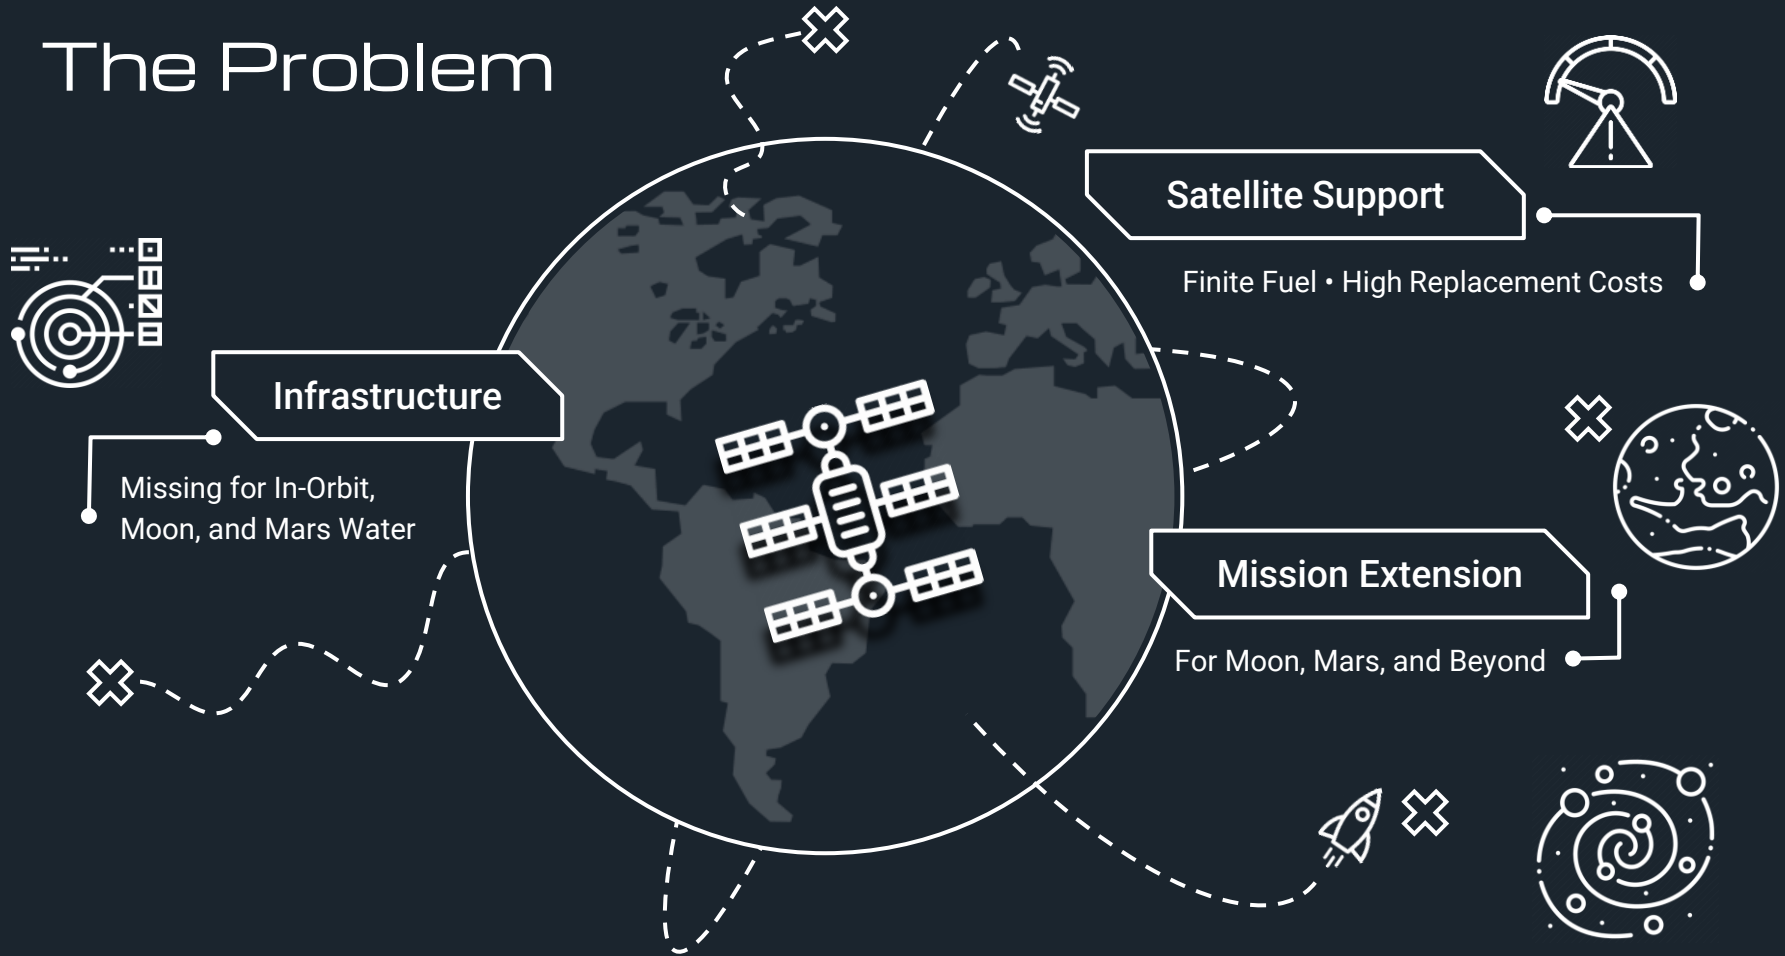 The Problem
Satellite Support
Finite Fuel • High Replacement Costs
Infrastructure
Missing for In-Orbit,
Moon, and Mars Water
Mission Extension
For Moon, Mars, and Beyond